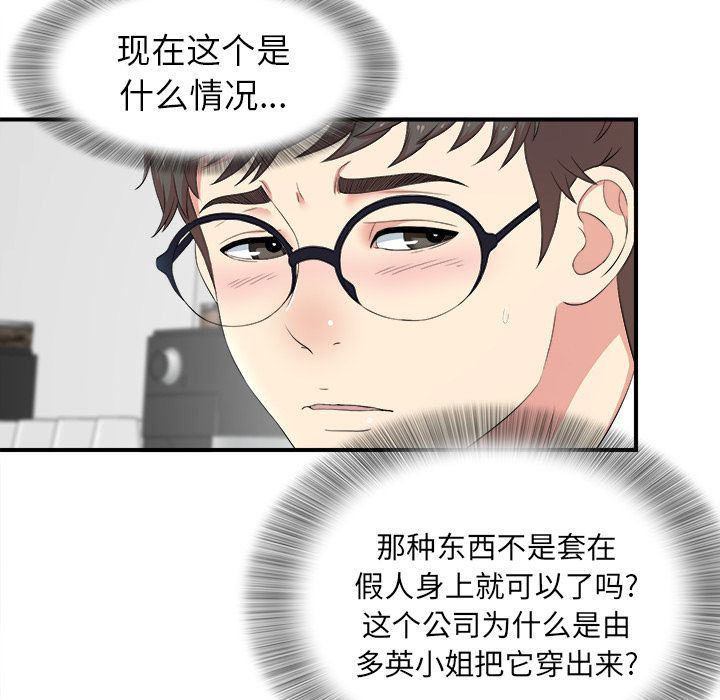 现在这个是
什么情况...
那种东西不是套在
假人身上就可以了吗?
这个公司为什么是由
多英小姐把它穿出来?